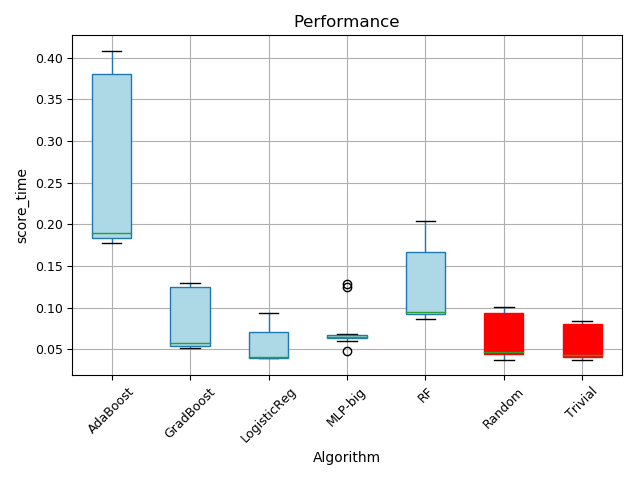 Performance
score_time
0.40
0.35
0.30
0.25
0.20
0.15
0.10
0.05
AdaBoost
GradBoost
LogisticReg
MLP-big
RF
Random
Trivial
Algorithm